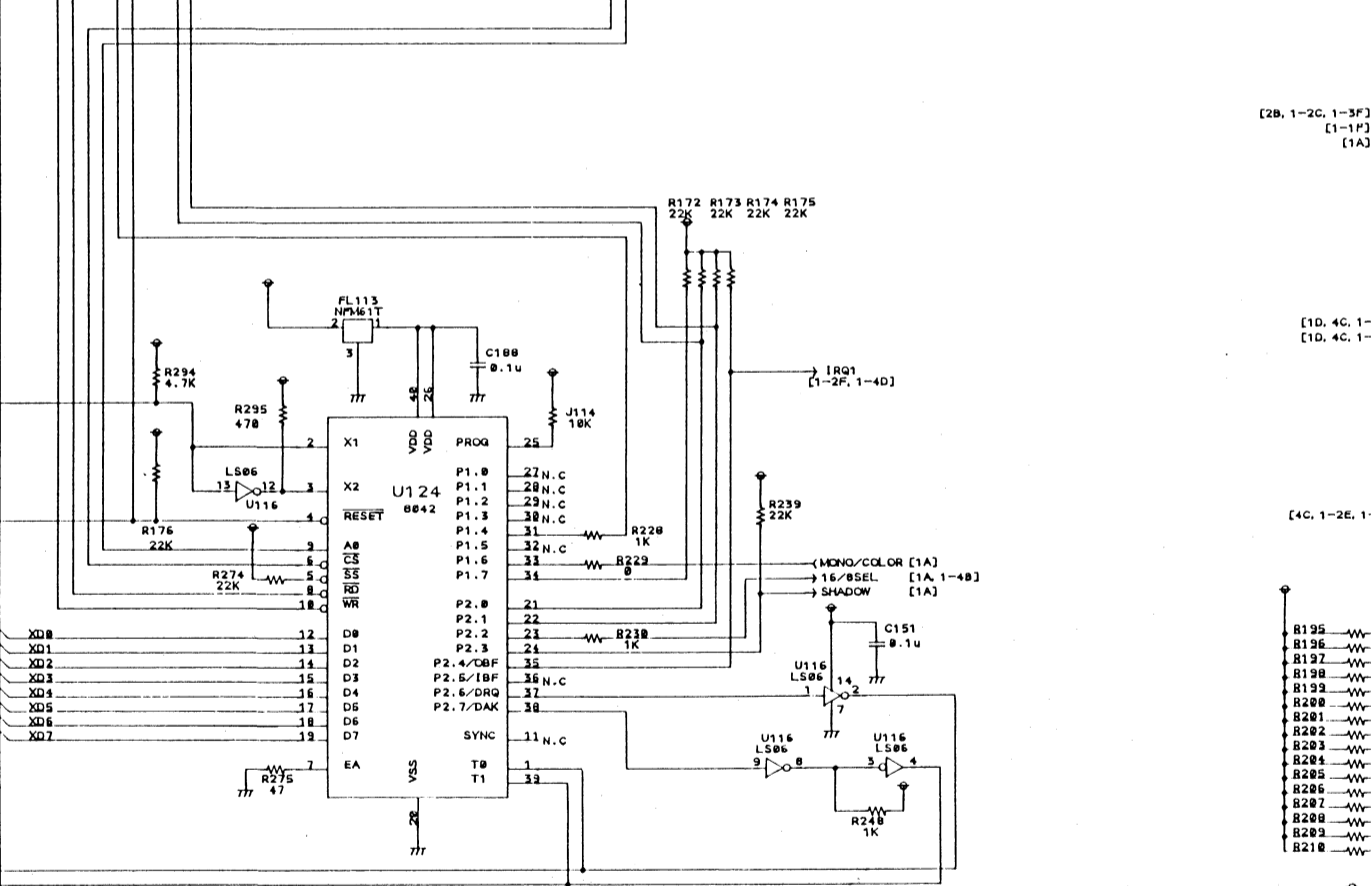 [2B, 1-2C, 1-3F]
[1A]
R172 R173 R174 R175
22K 22K 22K 22K
FL113
NFM61T
2 1
3
C188
0.1u
[1D, 4C, 1-
[1D, 4C, 1-
R294
4.7K
IRQ1
[1-2F, 1-4D]
R295
470
40 26
J114
10K
2 X1 VDD VDD PROG 25
LS06
13 12
U116
3 X2
U124
8042
P1.0 27 N.C
P1.1 28 N.C
P1.2 29 N.C
P1.3 30 N.C
P1.4 31
P1.5 32 N.C
P1.6 33
P1.7 34
4 RESET
R176
22K
R228
1K
R239
22K
[4C, 1-2E, 1-
9 A0
6 CS
5 SS
8 RD
10 WR
R274
22K
R229
0
MONO/COLOR [1A]
16/8SEL [1A, 1-4B]
SHADOW [1A]
P2.0 21
P2.1 22
P2.2 23
P2.3 24
P2.4/OBF 35
P2.5/IBF 36 N.C
P2.6/DRQ 37
P2.7/DAK 38
R230
1K
C151
0.1u
XD0 12 D0
XD1 13 D1
XD2 14 D2
XD3 15 D3
XD4 16 D4
XD5 17 D5
XD6 18 D6
XD7 19 D7
U116
LS06
1 14 2
7
SYNC 11 N.C
U116
LS06
9 8
U116
LS06
3 4
7 EA VSS T0 1
T1 39
R275
47
20
R248
1K
R195
R196
R197
R198
R199
R200
R201
R202
R203
R204
R205
R206
R207
R208
R209
R210